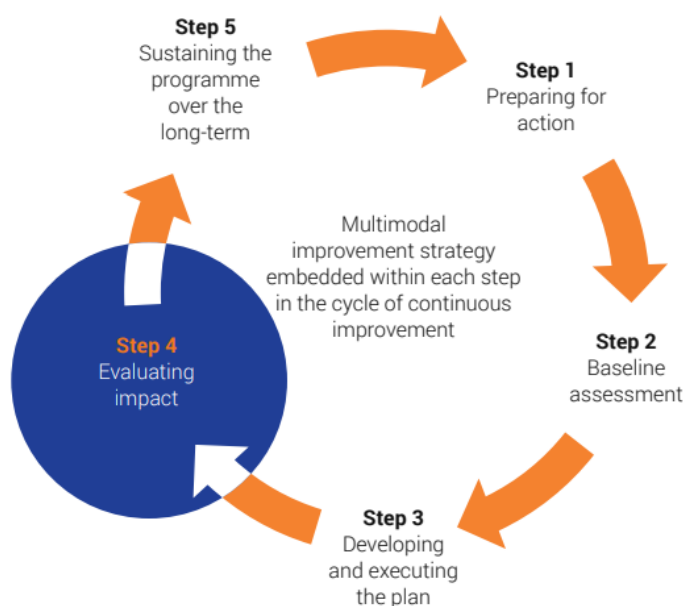 Step 5
Sustaining the
programme
over the
long-term
Step 1
Preparing for
action
Multimodal
improvement strategy
embedded within each step
in the cycle of continuous
improvement
Step 2
Baseline
assessment
Step 4
Evaluating
impact
Step 3
Developing
and executing
the plan